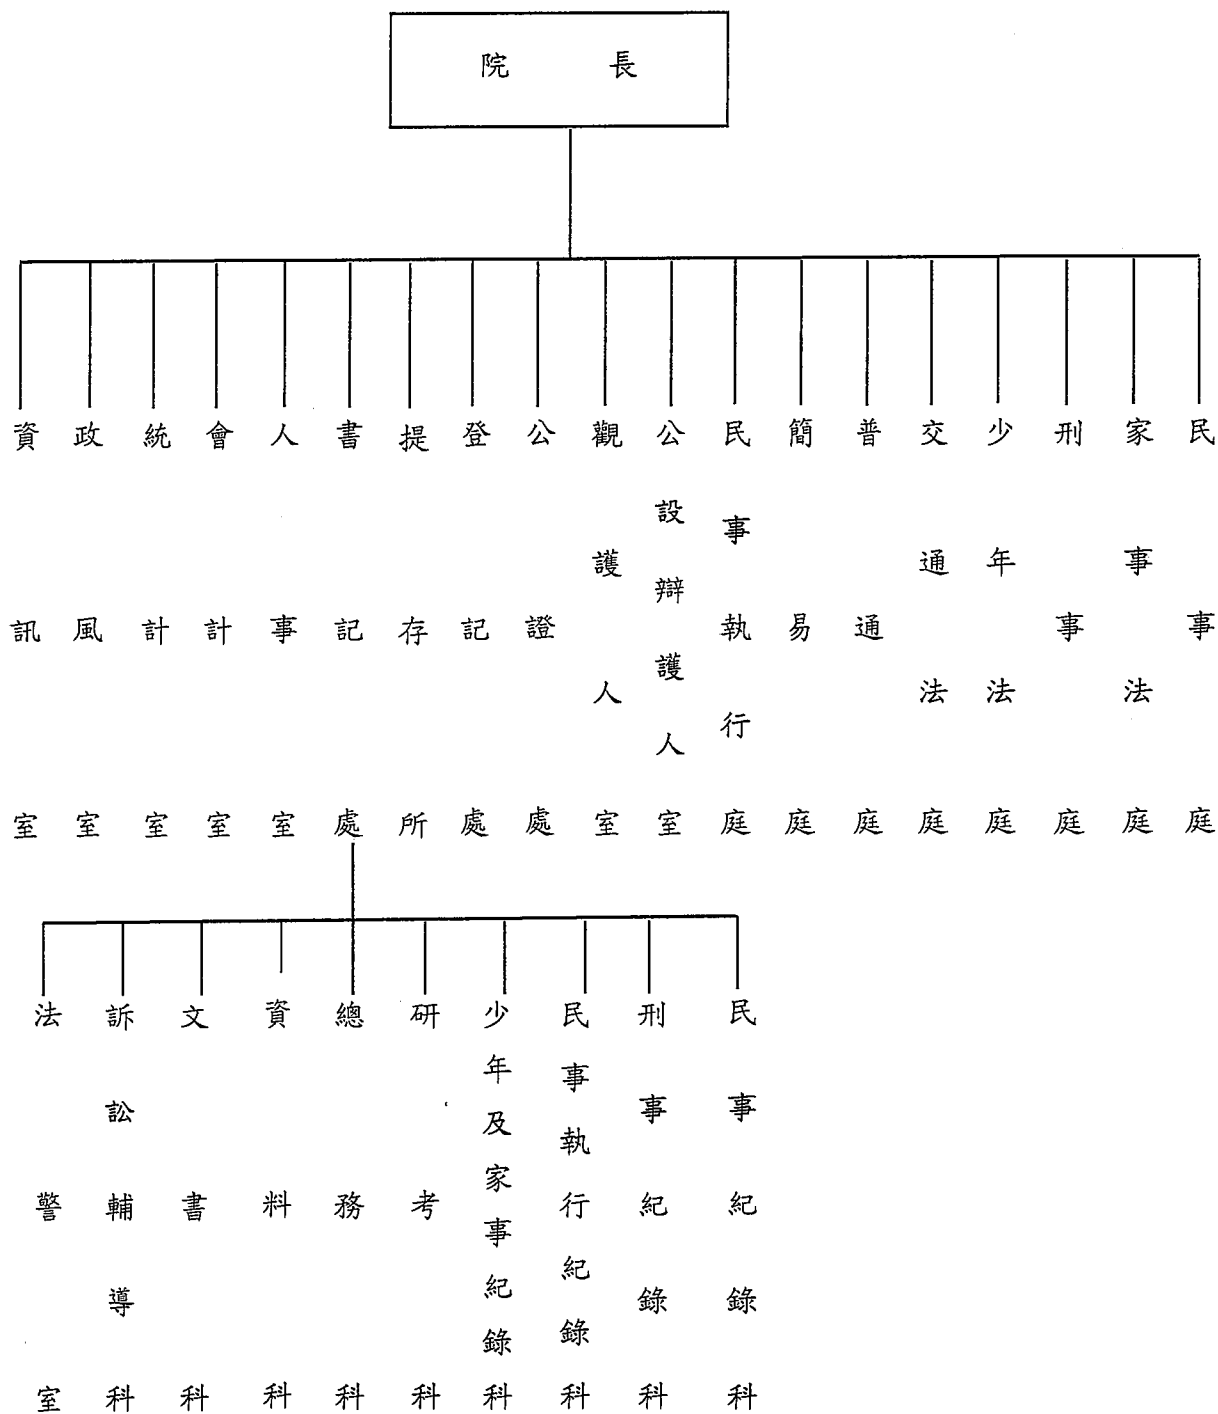 院長
民事庭
家事法庭
刑事庭
少年法庭
交通法庭
普通庭
簡易庭
民事執行庭
公設辯護人室
觀護人室
公證處
登記處
提存所
書記處
人事室
會計室
統計室
政風室
資訊室
民事紀錄科
刑事紀錄科
民事執行紀錄科
少年及家事紀錄科
研考科
總務科
資料科
文書科
訴訟輔導科
法警室